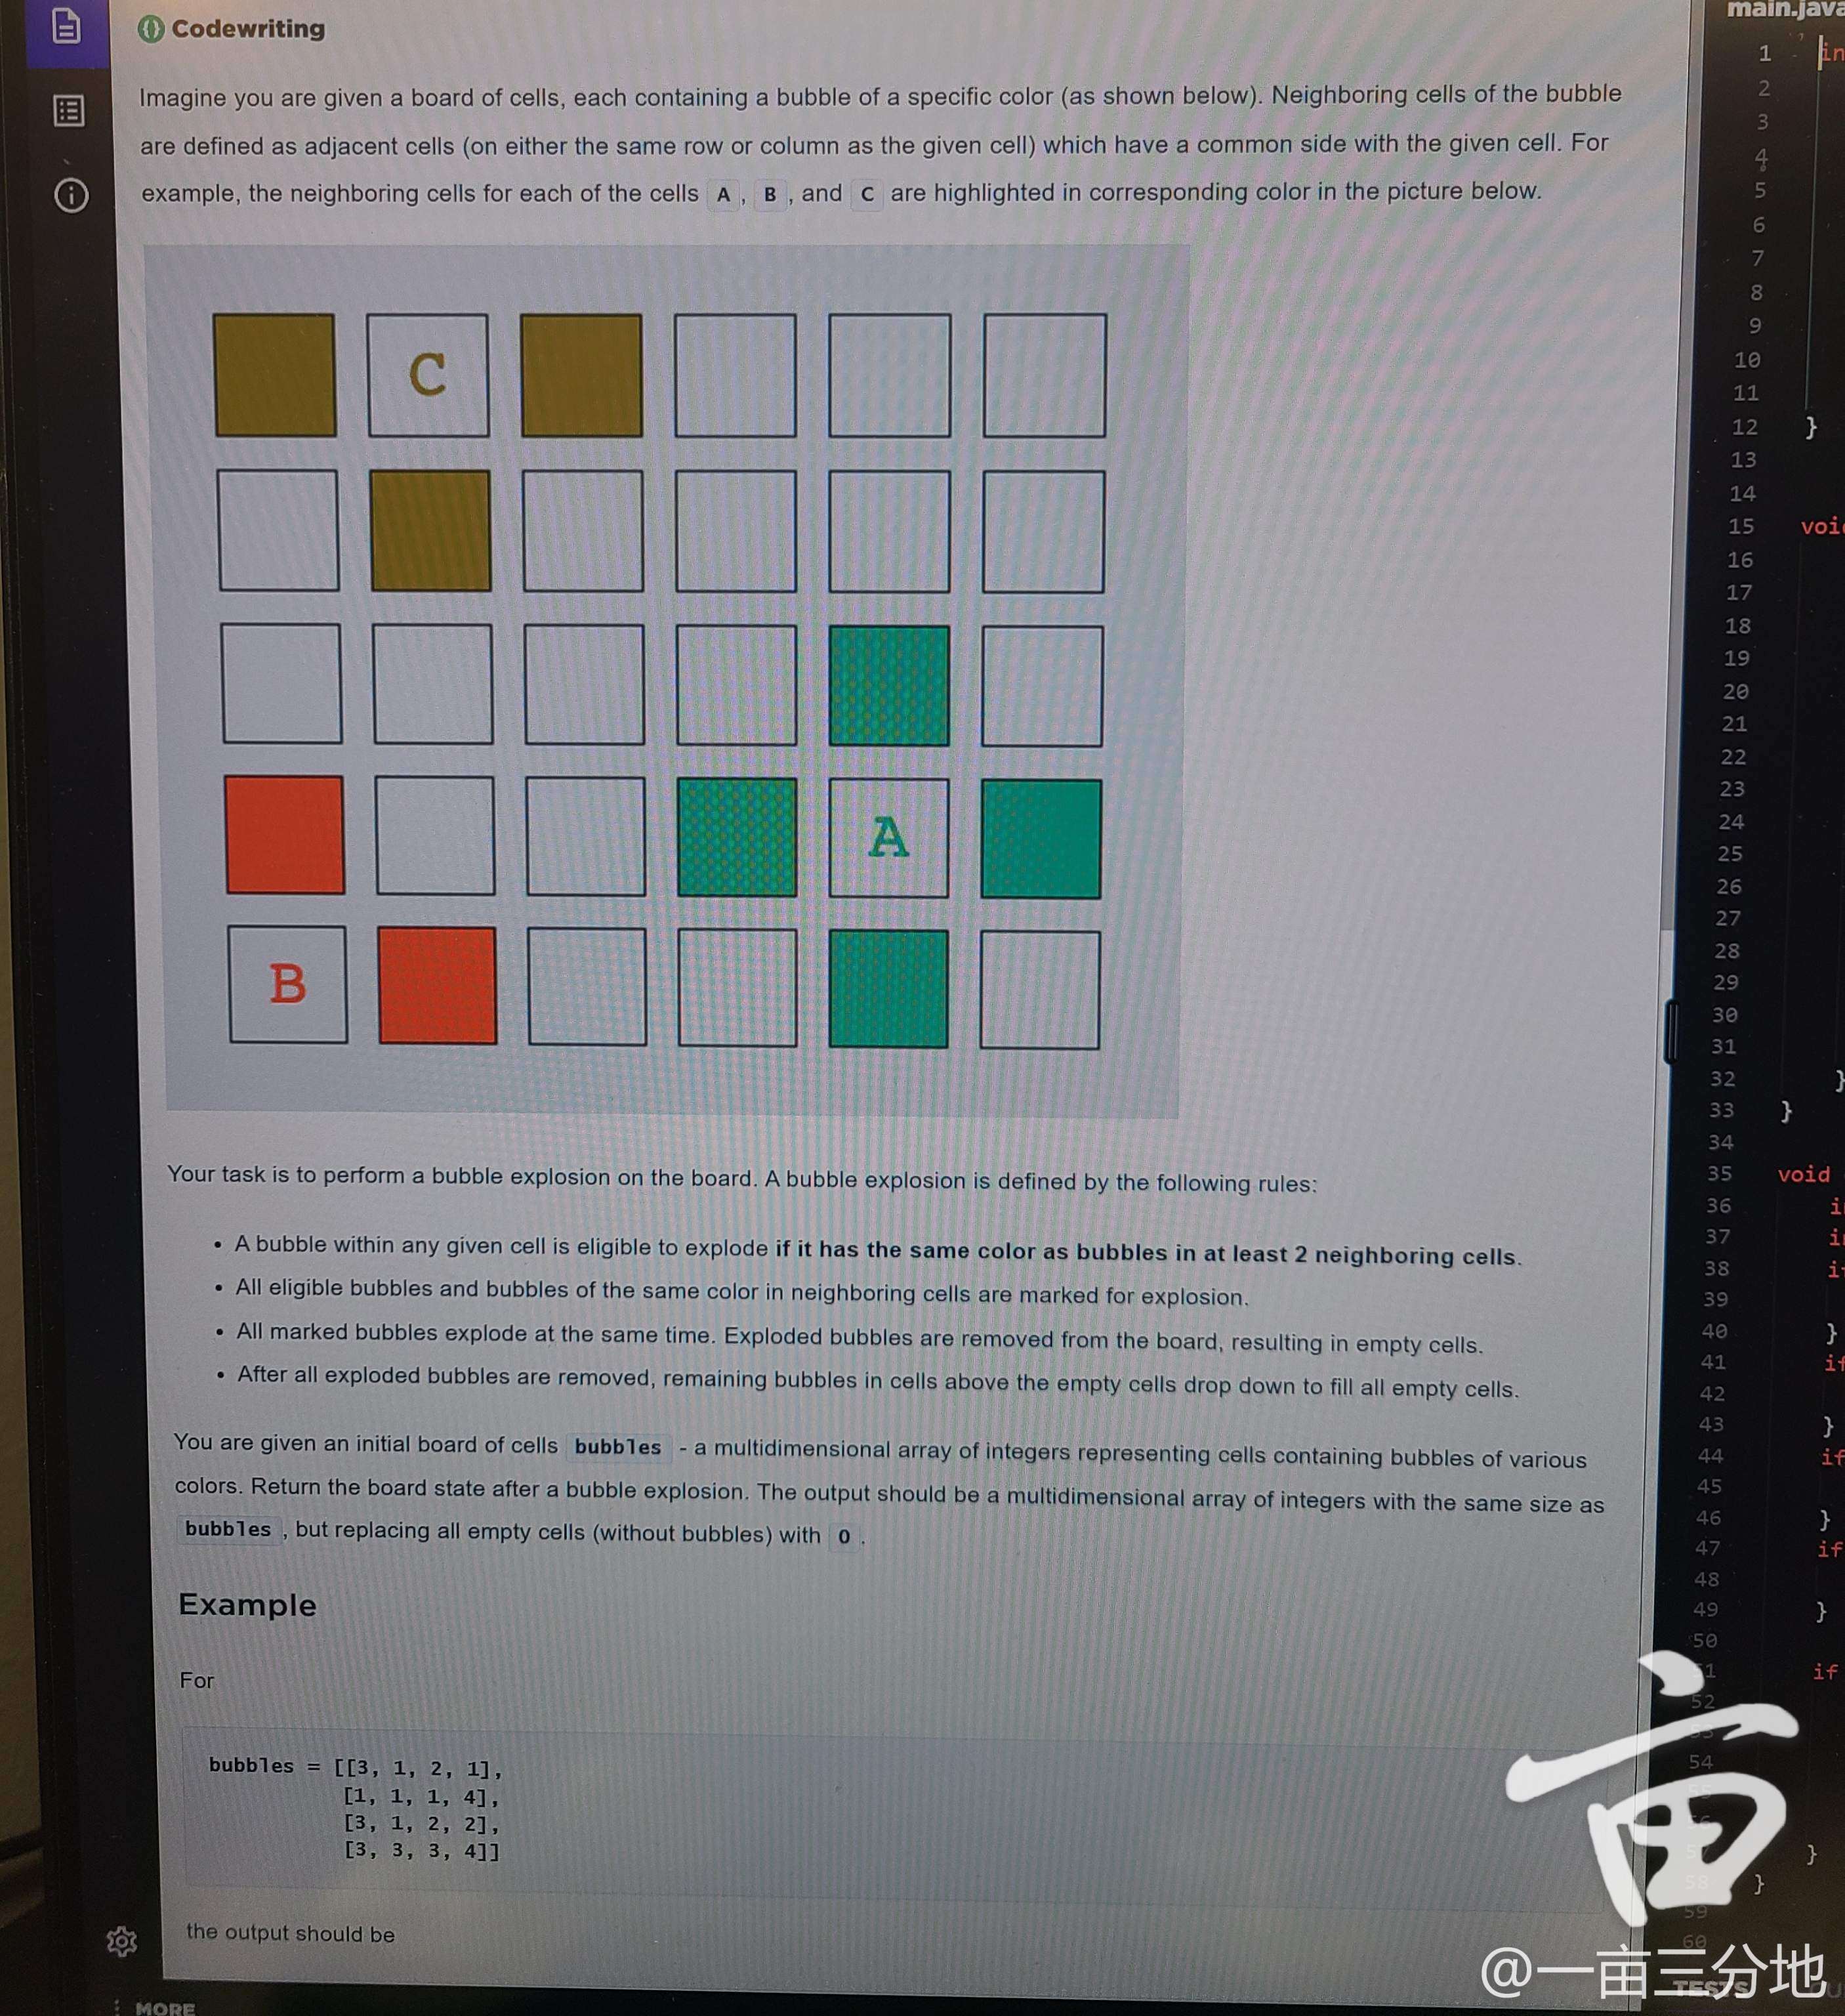 Codewriting
Imagine you are given a board of cells, each containing a bubble of a specific color (as shown below). Neighboring cells of the bubble
are defined as adjacent cells (on either the same row or column as the given cell) which have a common side with the given cell. For
example, the neighboring cells for each of the cells A , B , and C are highlighted in corresponding color in the picture below.
C
A
B
Your task is to perform a bubble explosion on the board. A bubble explosion is defined by the following rules:
• A bubble within any given cell is eligible to explode if it has the same color as bubbles in at least 2 neighboring cells.
• All eligible bubbles and bubbles of the same color in neighboring cells are marked for explosion.
• All marked bubbles explode at the same time. Exploded bubbles are removed from the board, resulting in empty cells.
• After all exploded bubbles are removed, remaining bubbles in cells above the empty cells drop down to fill all empty cells.
You are given an initial board of cells bubbles - a multidimensional array of integers representing cells containing bubbles of various
colors. Return the board state after a bubble explosion. The output should be a multidimensional array of integers with the same size as
bubbles , but replacing all empty cells (without bubbles) with 0 .
Example
For
bubbles = [[3, 1, 2, 1],
[1, 1, 1, 4],
[3, 1, 2, 2],
[3, 3, 3, 4]]
the output should be
MORE
main.java
1 in
2
3
4
5
6
7
8
9
10
11
12 }
13
14
15 voi
16
17
18
19
20
21
22
23
24
25
26
27
28
29
30
31
32 }
33 }
34
35 void
36 i
37 i
38 i
39
40 }
41 if
42
43 }
44 if
45
46 }
47 if
48
49 }
50
51 if
52
53
54
}
58 }
59
60
TESTS
亩
@一亩三分地